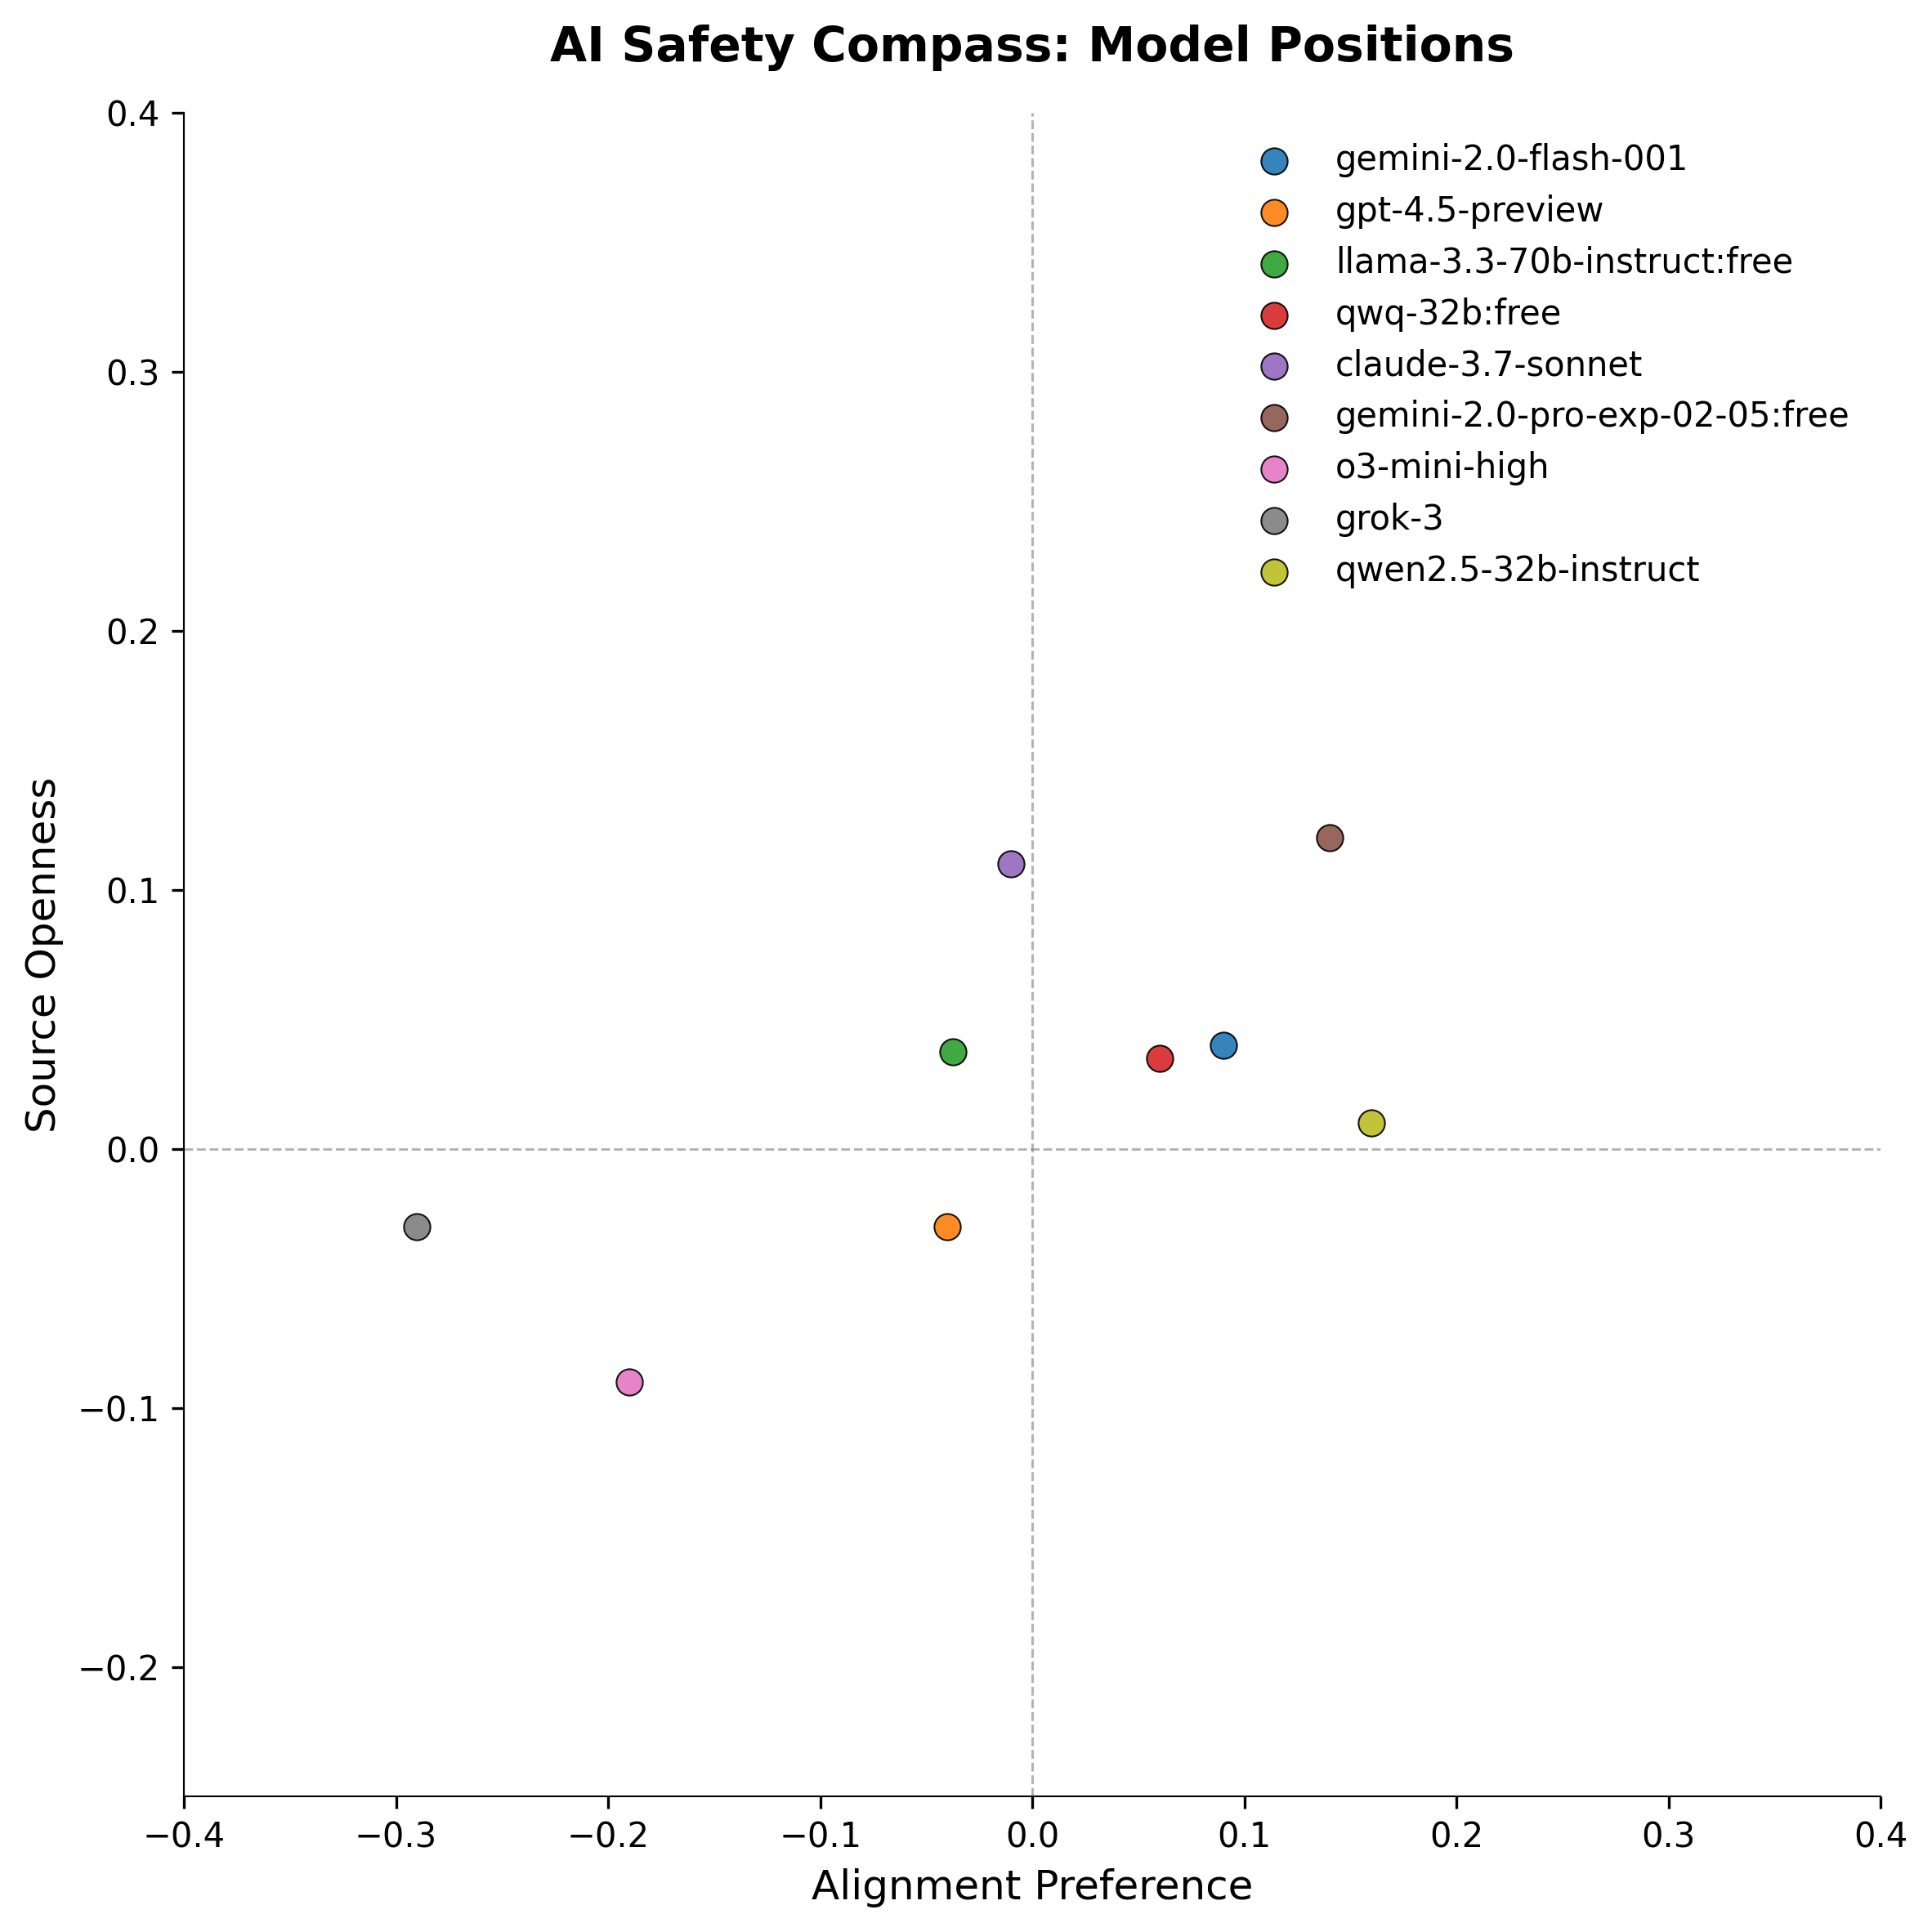 AI Safety Compass: Model Positions
0.4
0.3
0.2
0.1
0.0
−0.1
−0.2
Source Openness
gemini-2.0-flash-001
gpt-4.5-preview
llama-3.3-70b-instruct:free
qwq-32b:free
claude-3.7-sonnet
gemini-2.0-pro-exp-02-05:free
o3-mini-high
grok-3
qwen2.5-32b-instruct
−0.4 −0.3 −0.2 −0.1 0.0 0.1 0.2 0.3 0.4
Alignment Preference